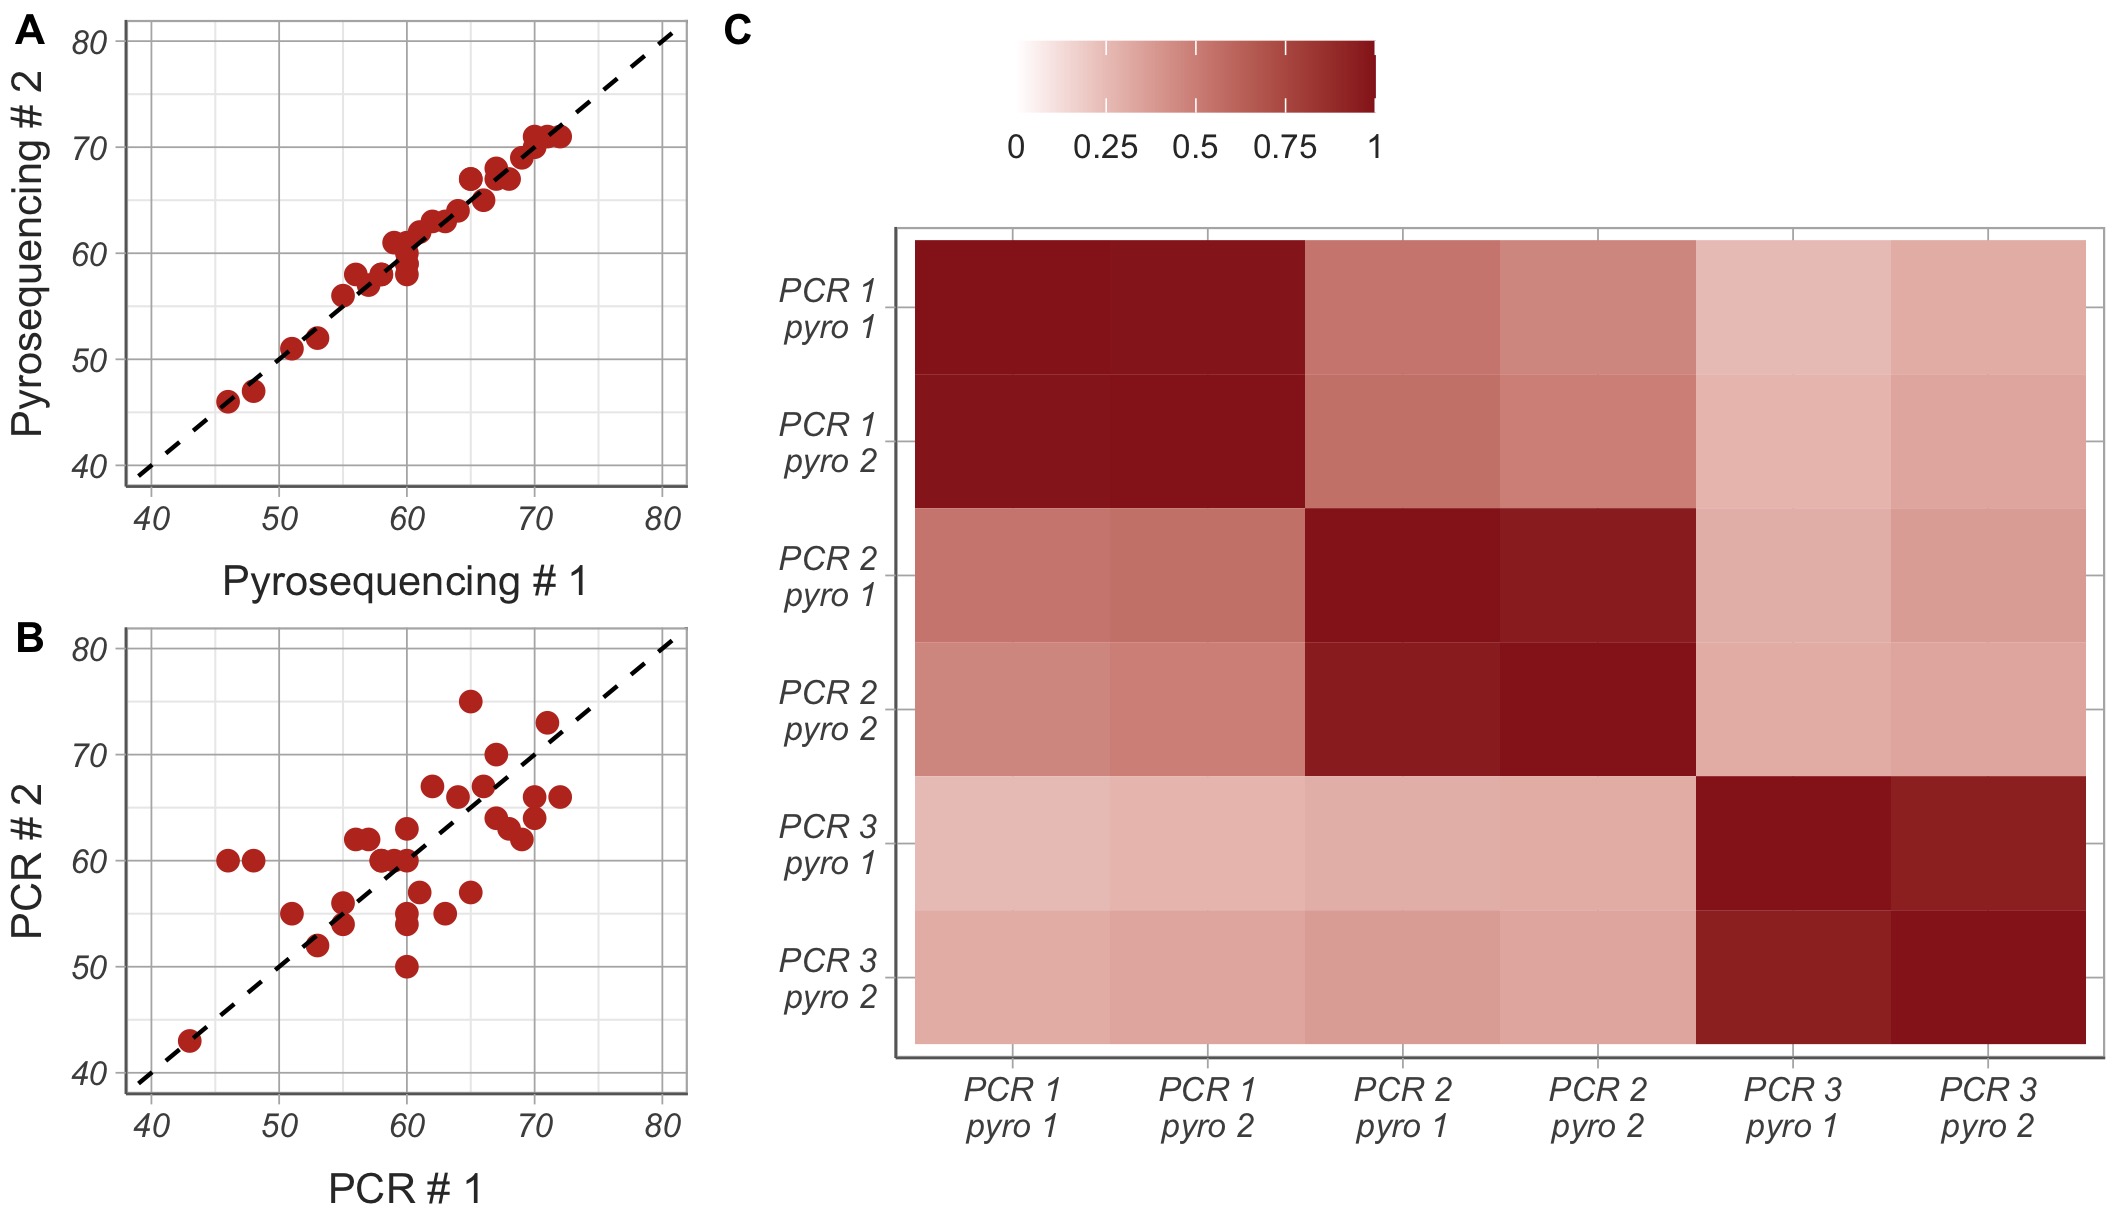 A
80
70
60
50
40
Pyrosequencing # 2
40 50 60 70 80
Pyrosequencing # 1
B
80
70
60
50
40
PCR # 2
40 50 60 70 80
PCR # 1
C
0 0.25 0.5 0.75 1
PCR 1
pyro 1
PCR 1
pyro 2
PCR 2
pyro 1
PCR 2
pyro 2
PCR 3
pyro 1
PCR 3
pyro 2
PCR 1 PCR 1 PCR 2 PCR 2 PCR 3 PCR 3
pyro 1 pyro 2 pyro 1 pyro 2 pyro 1 pyro 2